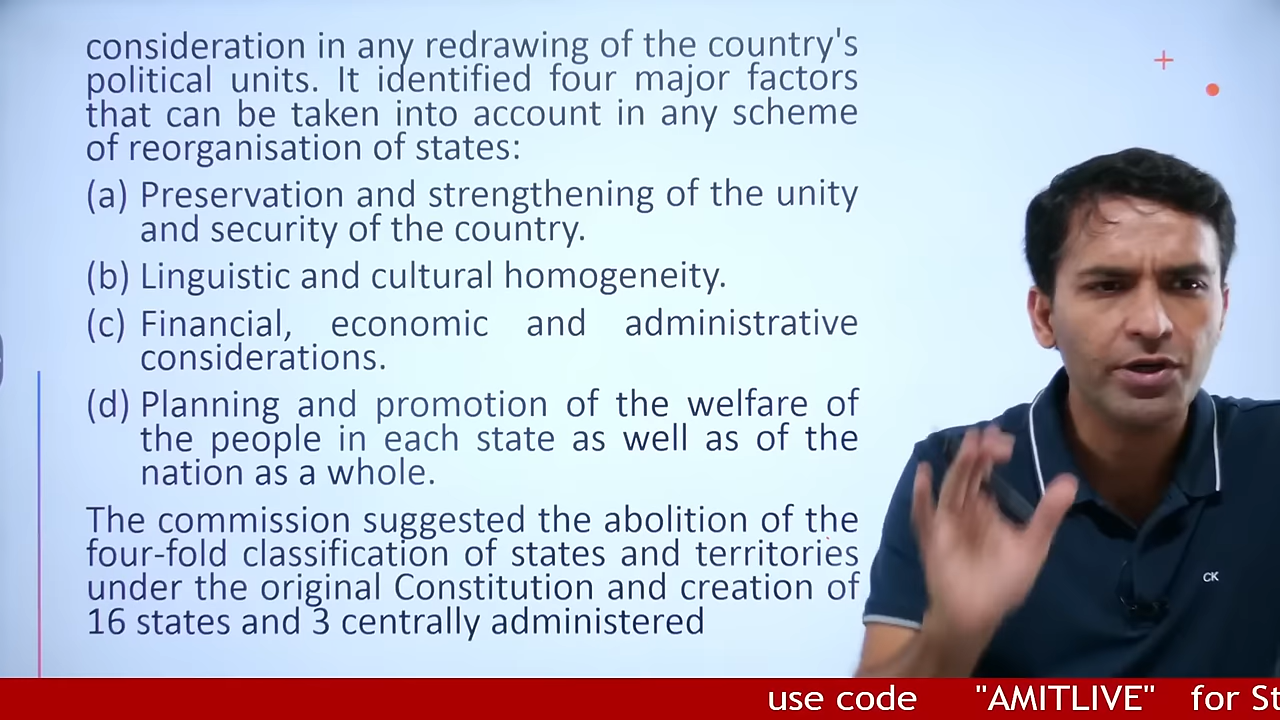 consideration in any redrawing of the country's
political units. It identified four major factors
that can be taken into account in any scheme
of reorganisation of states:
(a) Preservation and strengthening of the unity
and security of the country.
(b) Linguistic and cultural homogeneity.
(c) Financial, economic and administrative
considerations.
(d) Planning and promotion of the welfare of
the people in each state as well as of the
nation as a whole.
The commission suggested the abolition of the
four-fold classification of states and territories
under the original Constitution and creation of
16 states and 3 centrally administered
CK
use code "AMITLIVE" for St